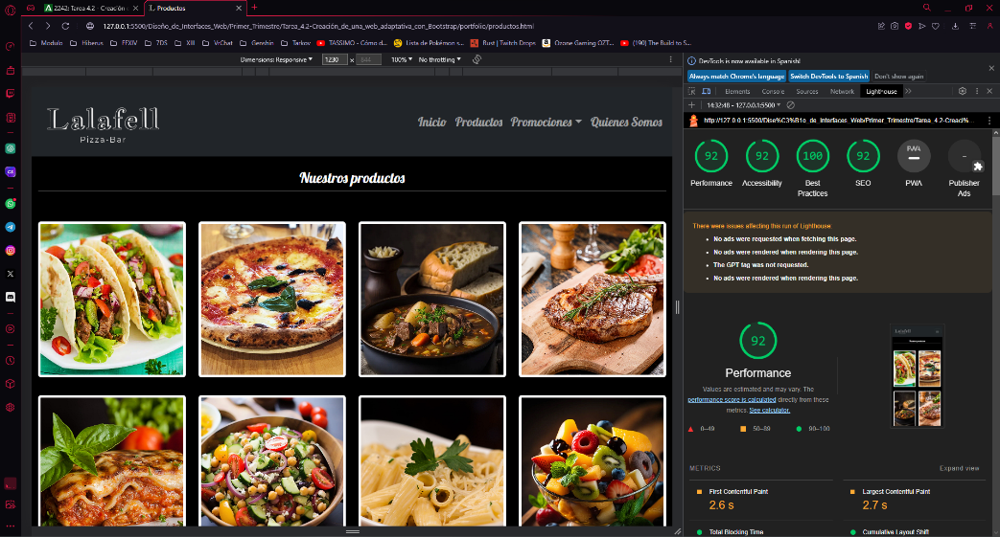 2242: Tarea 4.2 - Creación
Productos
127.0.0.1:5500/Diseño_de_Interfaces_Web/Primer_Trimestre/Tarea_4.2-Creación_de_una_web_adaptativa_con_Bootstrap/portfolio/productos.html
Modulo
Hiberus
FFXIV
7DS
XIII
VrChat
Genshin
Tarkov
TASSIMO - Cómo d...
Lista de Pokémon s...
Rust | Twitch Drops
Ozone Gaming OZT...
(190) The Build to S...
Dimensions: Responsive
1230
x
844
100%
No throttling
DevTools is now available in Spanish!
Always match Chrome's language
Switch DevTools to Spanish
Don't show again
Elements
Console
Sources
Network
Lighthouse
14:32:48 - 127.0.0.1:5500
http://127.0.0.1:5500/Dise%C3%B1o_de_Interfaces_Web/Primer_Trimestre/Tarea_4.2-Creaci%...
Lalafell
Pizza-Bar
Inicio
Productos
Promociones
Quienes Somos
Nuestros productos
92
92
100
92
PWA
-
Performance
Accessibility
Best Practices
SEO
PWA
Publisher Ads
There were issues affecting this run of Lighthouse:
No ads were requested when fetching this page.
No ads were rendered when rendering this page.
The GPT tag was not requested.
No ads were rendered when rendering this page.
92
Performance
Values are estimated and may vary. The
performance score is calculated directly from these
metrics. See calculator.
0–49
50–89
90–100
METRICS
Expand view
First Contentful Paint
2.6 s
Largest Contentful Paint
2.7 s
Total Blocking Time
Cumulative Layout Shift